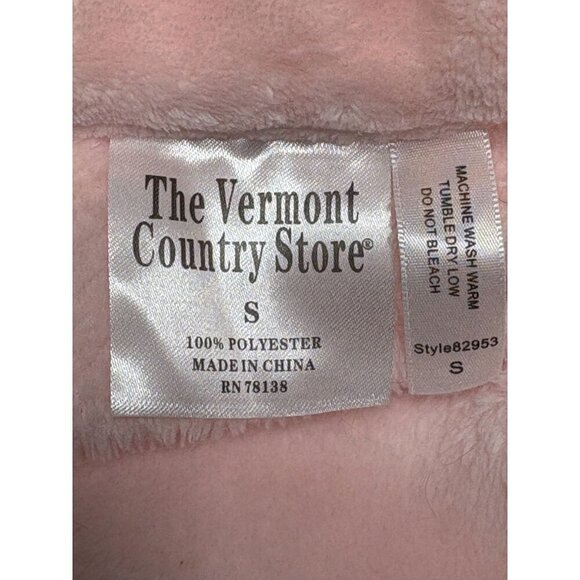 The Vermont
Country Store®
S
100% POLYESTER
MADE IN CHINA
RN 78138
MACHINE WASH WARM
TUMBLE DRY LOW
DO NOT BLEACH
Style82953
S